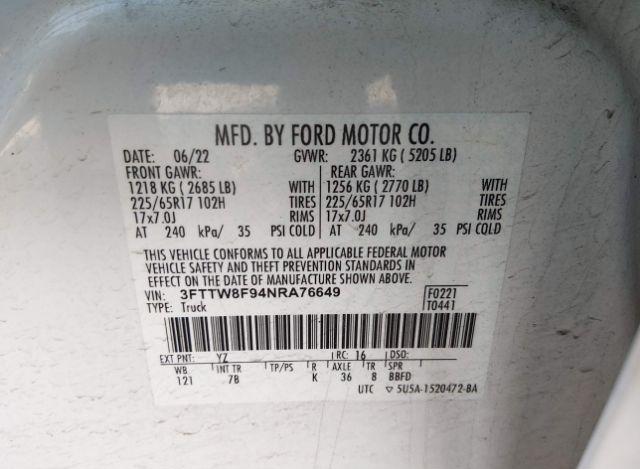 MFD. BY FORD MOTOR CO.
DATE: 06/22 GVWR: 2361 KG (5205 LB)
FRONT GAWR: REAR GAWR:
1218 KG (2685 LB) WITH 1256 KG (2770 LB) WITH
225/65R17 102H TIRES 225/65R17 102H TIRES
17x7.0J RIMS 17x7.0J RIMS
AT 240 kPa/ 35 PSI COLD AT 240 kPa/ 35 PSI COLD
THIS VEHICLE CONFORMS TO ALL APPLICABLE FEDERAL MOTOR
VEHICLE SAFETY AND THEFT PREVENTION STANDARDS IN
EFFECT ON THE DATE OF MANUFACTURE SHOWN ABOVE.
VIN: 3FTTW8F94NRA76649 F0221
TYPE: Truck T0441
EXT PNT: YZ RC: 16 DSO:
WB INT TR TP/PS R AXLE TR SPR
121 7B K 36 8 BBFD
UTC ▽ 5U5A-1520472-BA